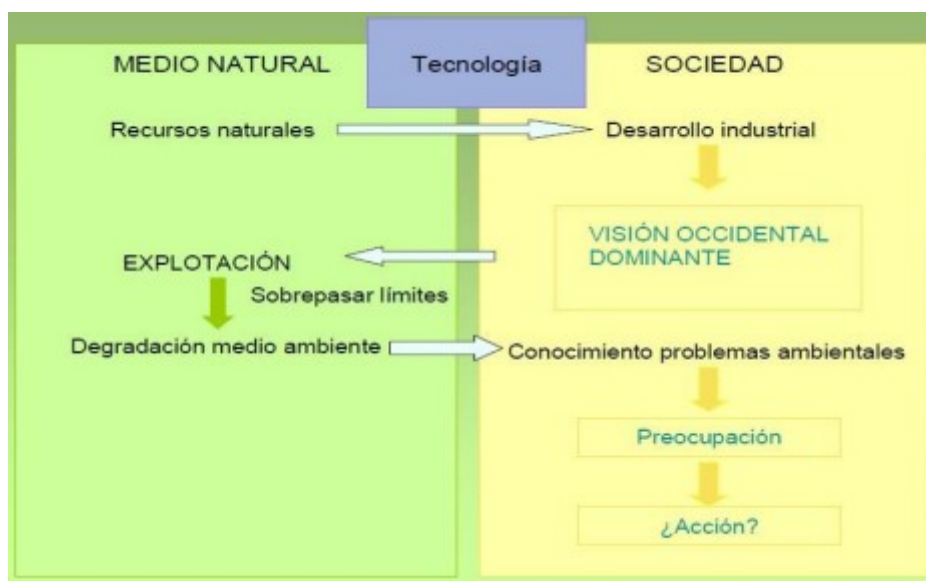 MEDIO NATURAL
Tecnología
SOCIEDAD
Recursos naturales
Desarrollo industrial
VISIÓN OCCIDENTAL
DOMINANTE
EXPLOTACIÓN
Sobrepasar límites
Degradación medio ambiente
Conocimiento problemas ambientales
Preocupación
¿Acción?